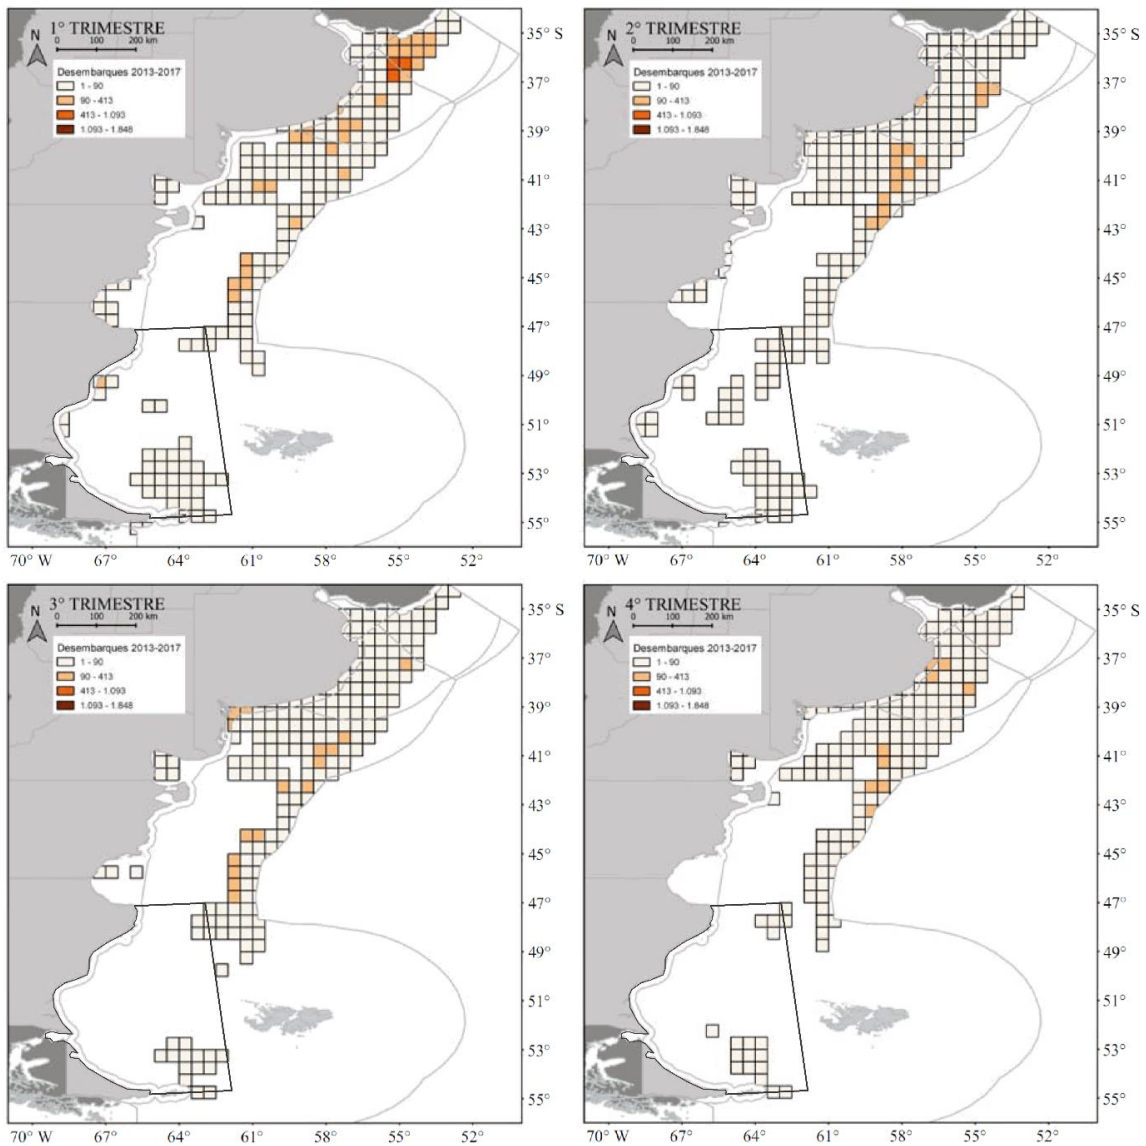 1° TRIMESTRE
N
0 100 200 km
Desembarques 2013-2017
1 - 90
90 - 413
413 - 1.093
1.093 - 1.848
2° TRIMESTRE
N
0 100 200 km
Desembarques 2013-2017
1 - 90
90 - 413
413 - 1.093
1.093 - 1.848
35° S
37°
39°
41°
43°
45°
47°
49°
51°
53°
55°
35° S
37°
39°
41°
43°
45°
47°
49°
51°
53°
55°
70° W 67° 64° 61° 58° 55° 52°
70° W 67° 64° 61° 58° 55° 52°
3° TRIMESTRE
N
0 100 200 km
Desembarques 2013-2017
1 - 90
90 - 413
413 - 1.093
1.093 - 1.848
4° TRIMESTRE
N
0 100 200 km
Desembarques 2013-2017
1 - 90
90 - 413
413 - 1.093
1.093 - 1.848
35° S
37°
39°
41°
43°
45°
47°
49°
51°
53°
55°
35° S
37°
39°
41°
43°
45°
47°
49°
51°
53°
55°
70° W 67° 64° 61° 58° 55° 52°
70° W 67° 64° 61° 58° 55° 52°